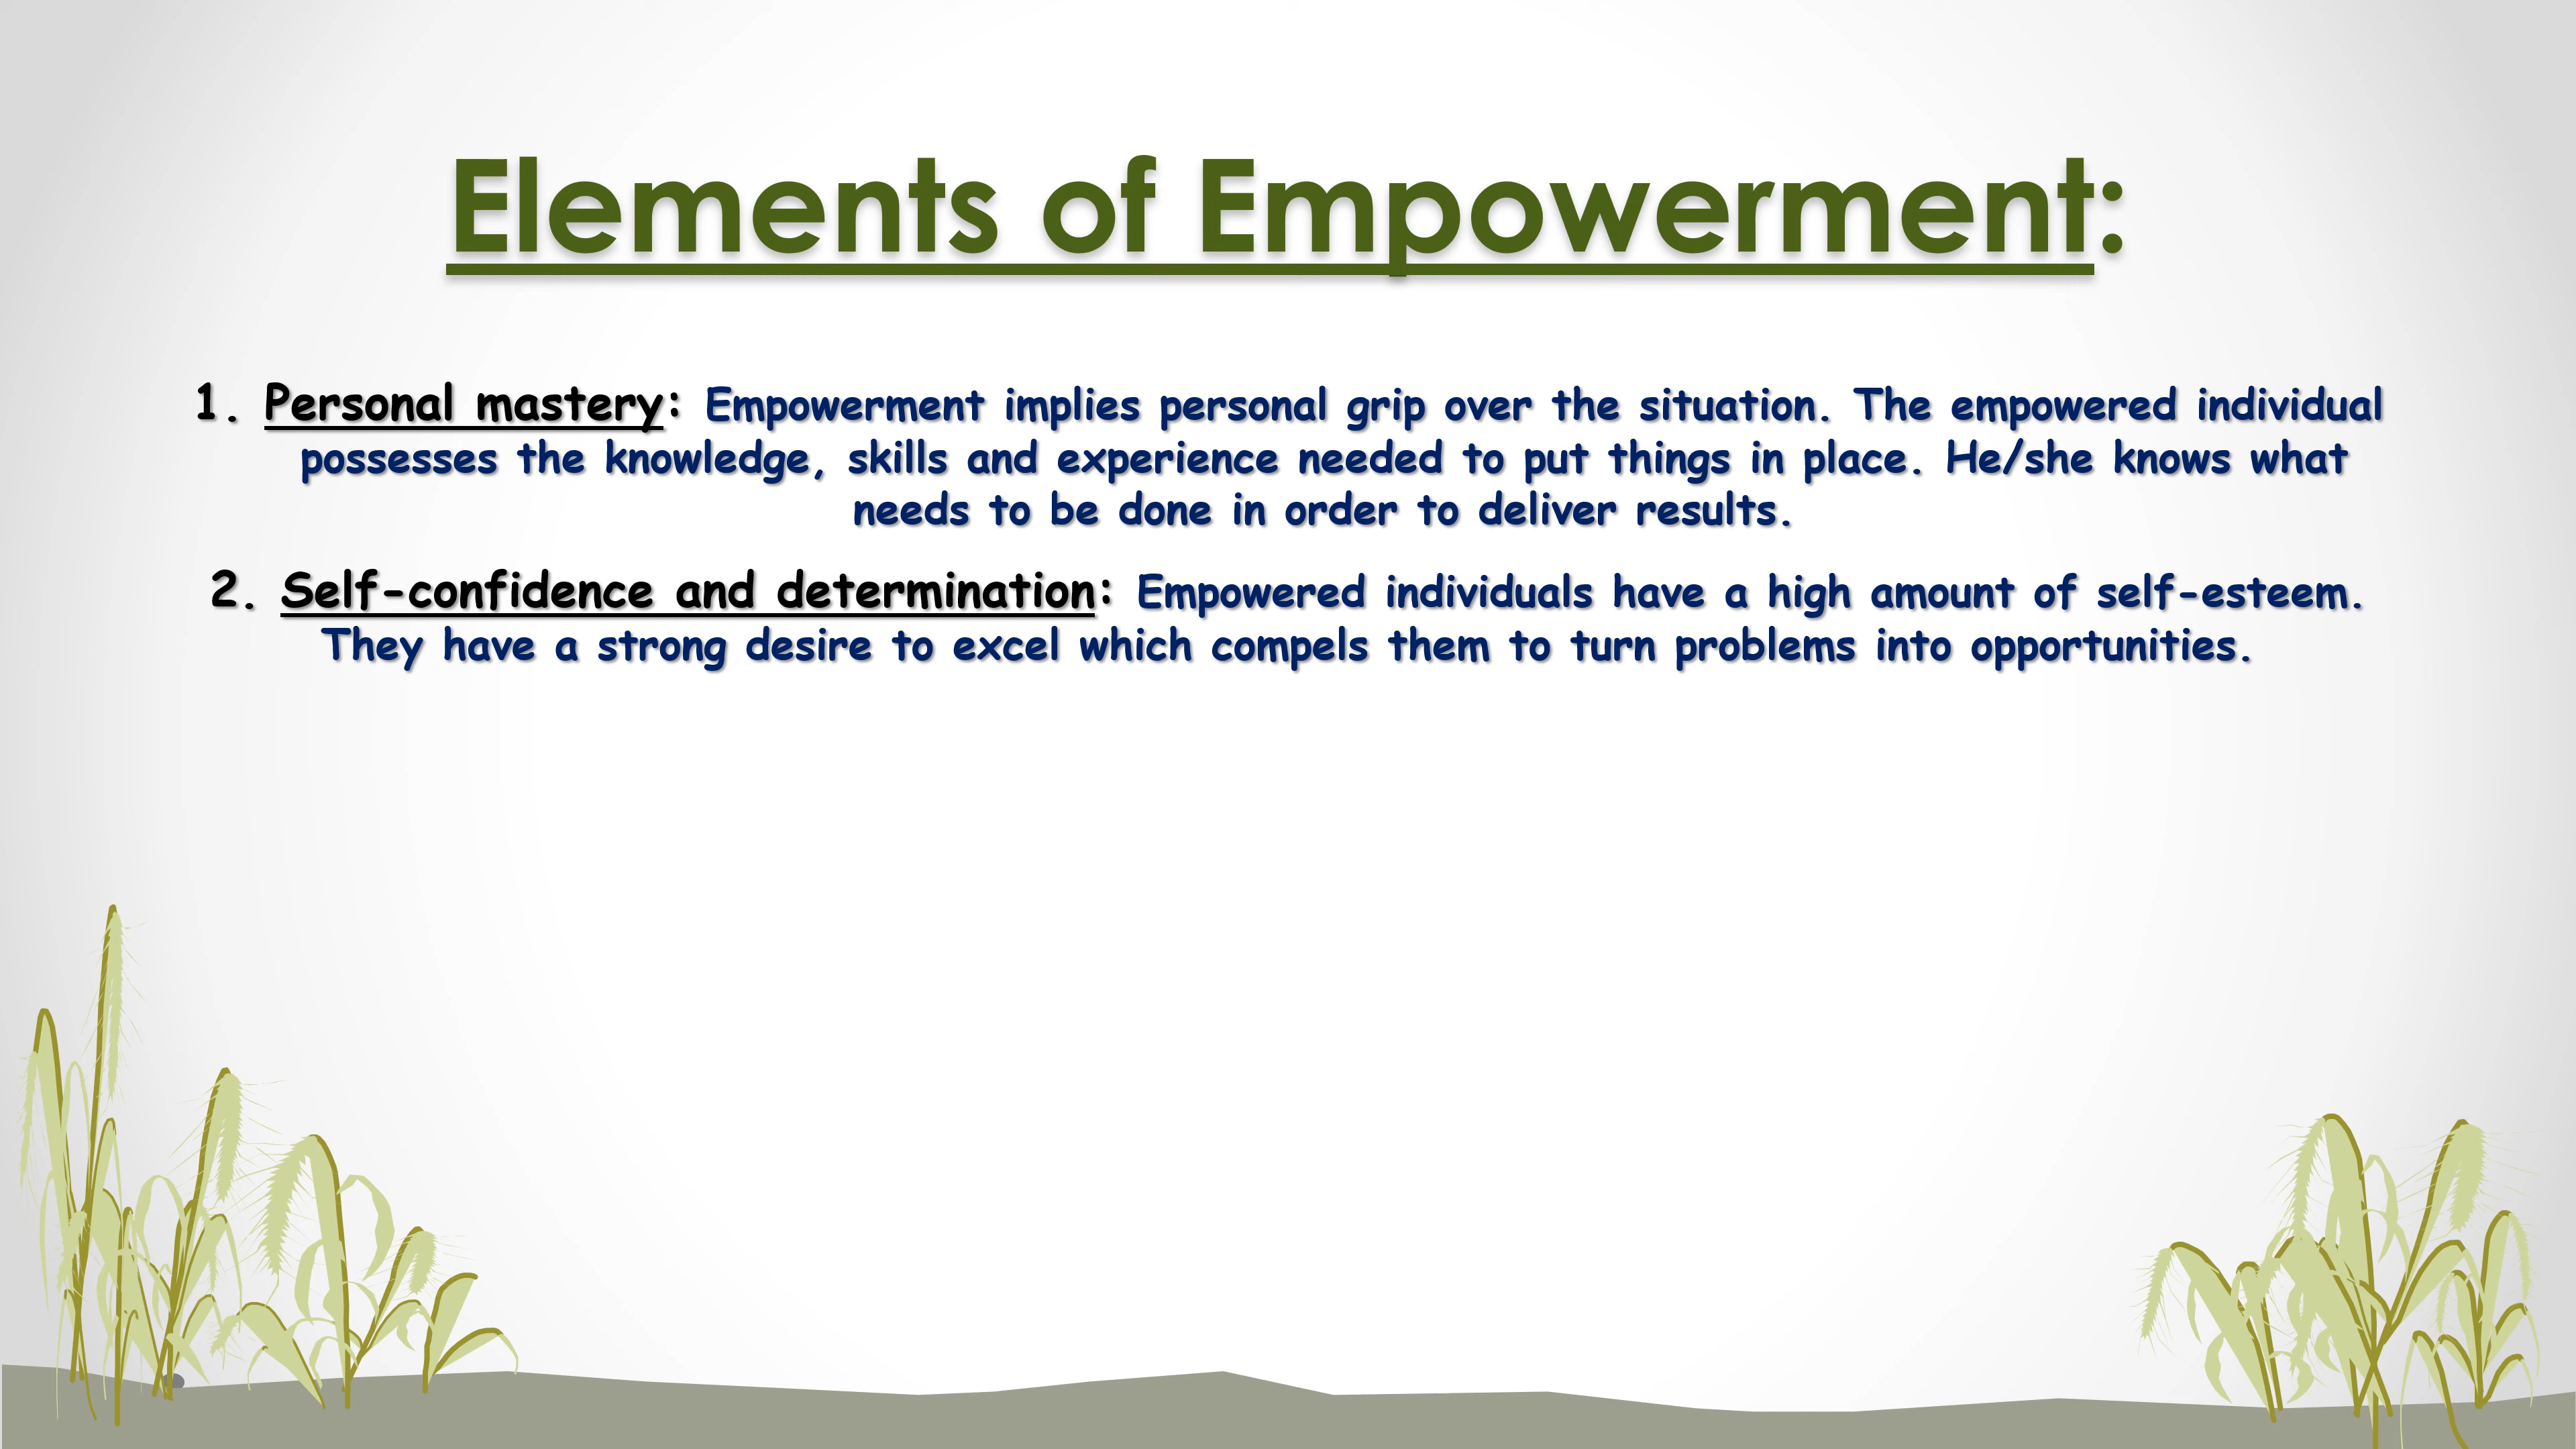 Elements of Empowerment:
1. Personal mastery: Empowerment implies personal grip over the situation. The empowered individual
possesses the knowledge, skills and experience needed to put things in place. He/she knows what
needs to be done in order to deliver results.
2. Self-confidence and determination: Empowered individuals have a high amount of self-esteem.
They have a strong desire to excel which compels them to turn problems into opportunities.